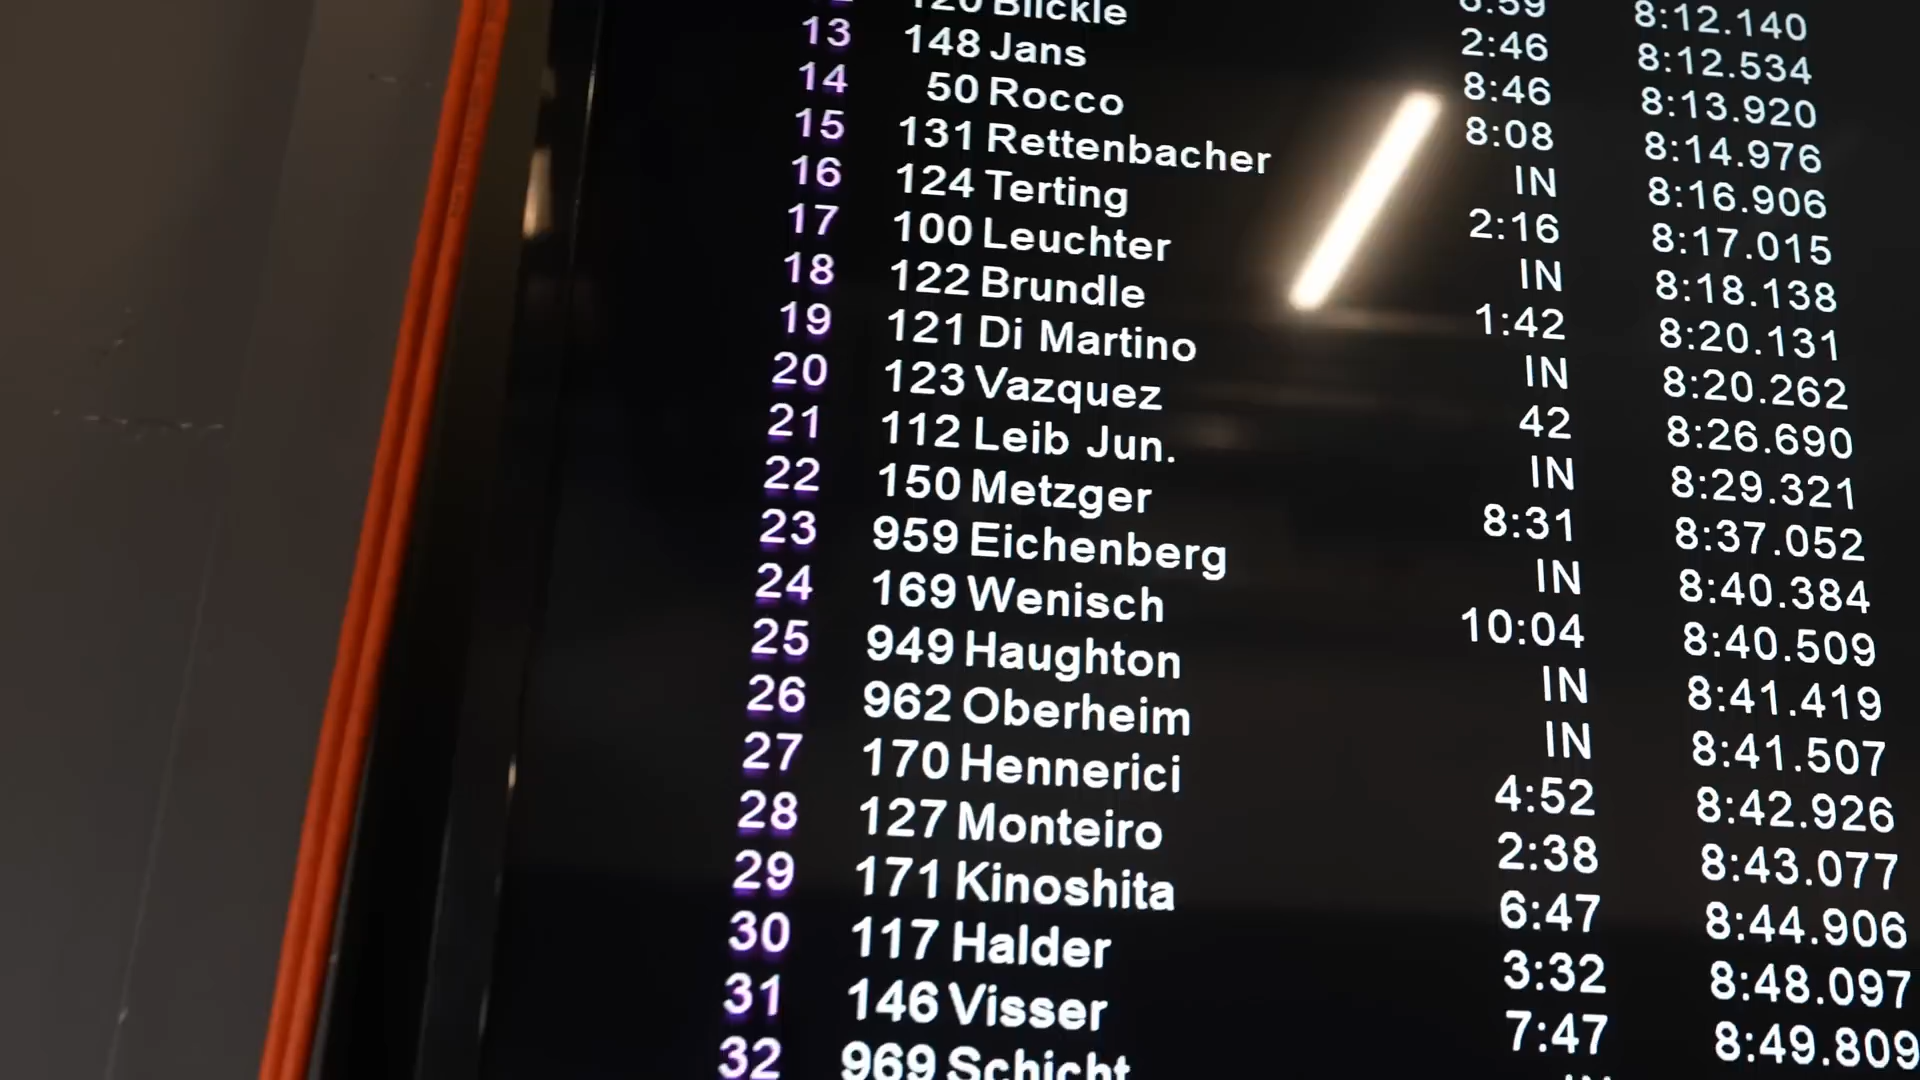 8:12.140
120 Blickle 2:46 8:12.534
13 148 Jans 8:46 8:13.920
14 50 Rocco 8:08 8:14.976
15 131 Rettenbacher IN 8:16.906
16 124 Terting 2:16 8:17.015
17 100 Leuchter IN 8:18.138
18 122 Brundle 1:42 8:20.131
19 121 Di Martino IN 8:20.262
20 123 Vazquez 42 8:26.690
21 112 Leib Jun. IN 8:29.321
22 150 Metzger 8:31 8:37.052
23 959 Eichenberg IN 8:40.384
24 169 Wenisch 10:04 8:40.509
25 949 Haughton IN 8:41.419
26 962 Oberheim IN 8:41.507
27 170 Hennerici 4:52 8:42.926
28 127 Monteiro 2:38 8:43.077
29 171 Kinoshita 6:47 8:44.906
30 117 Halder 3:32 8:48.097
31 146 Visser 7:47 8:49.809
32 969 Schicht